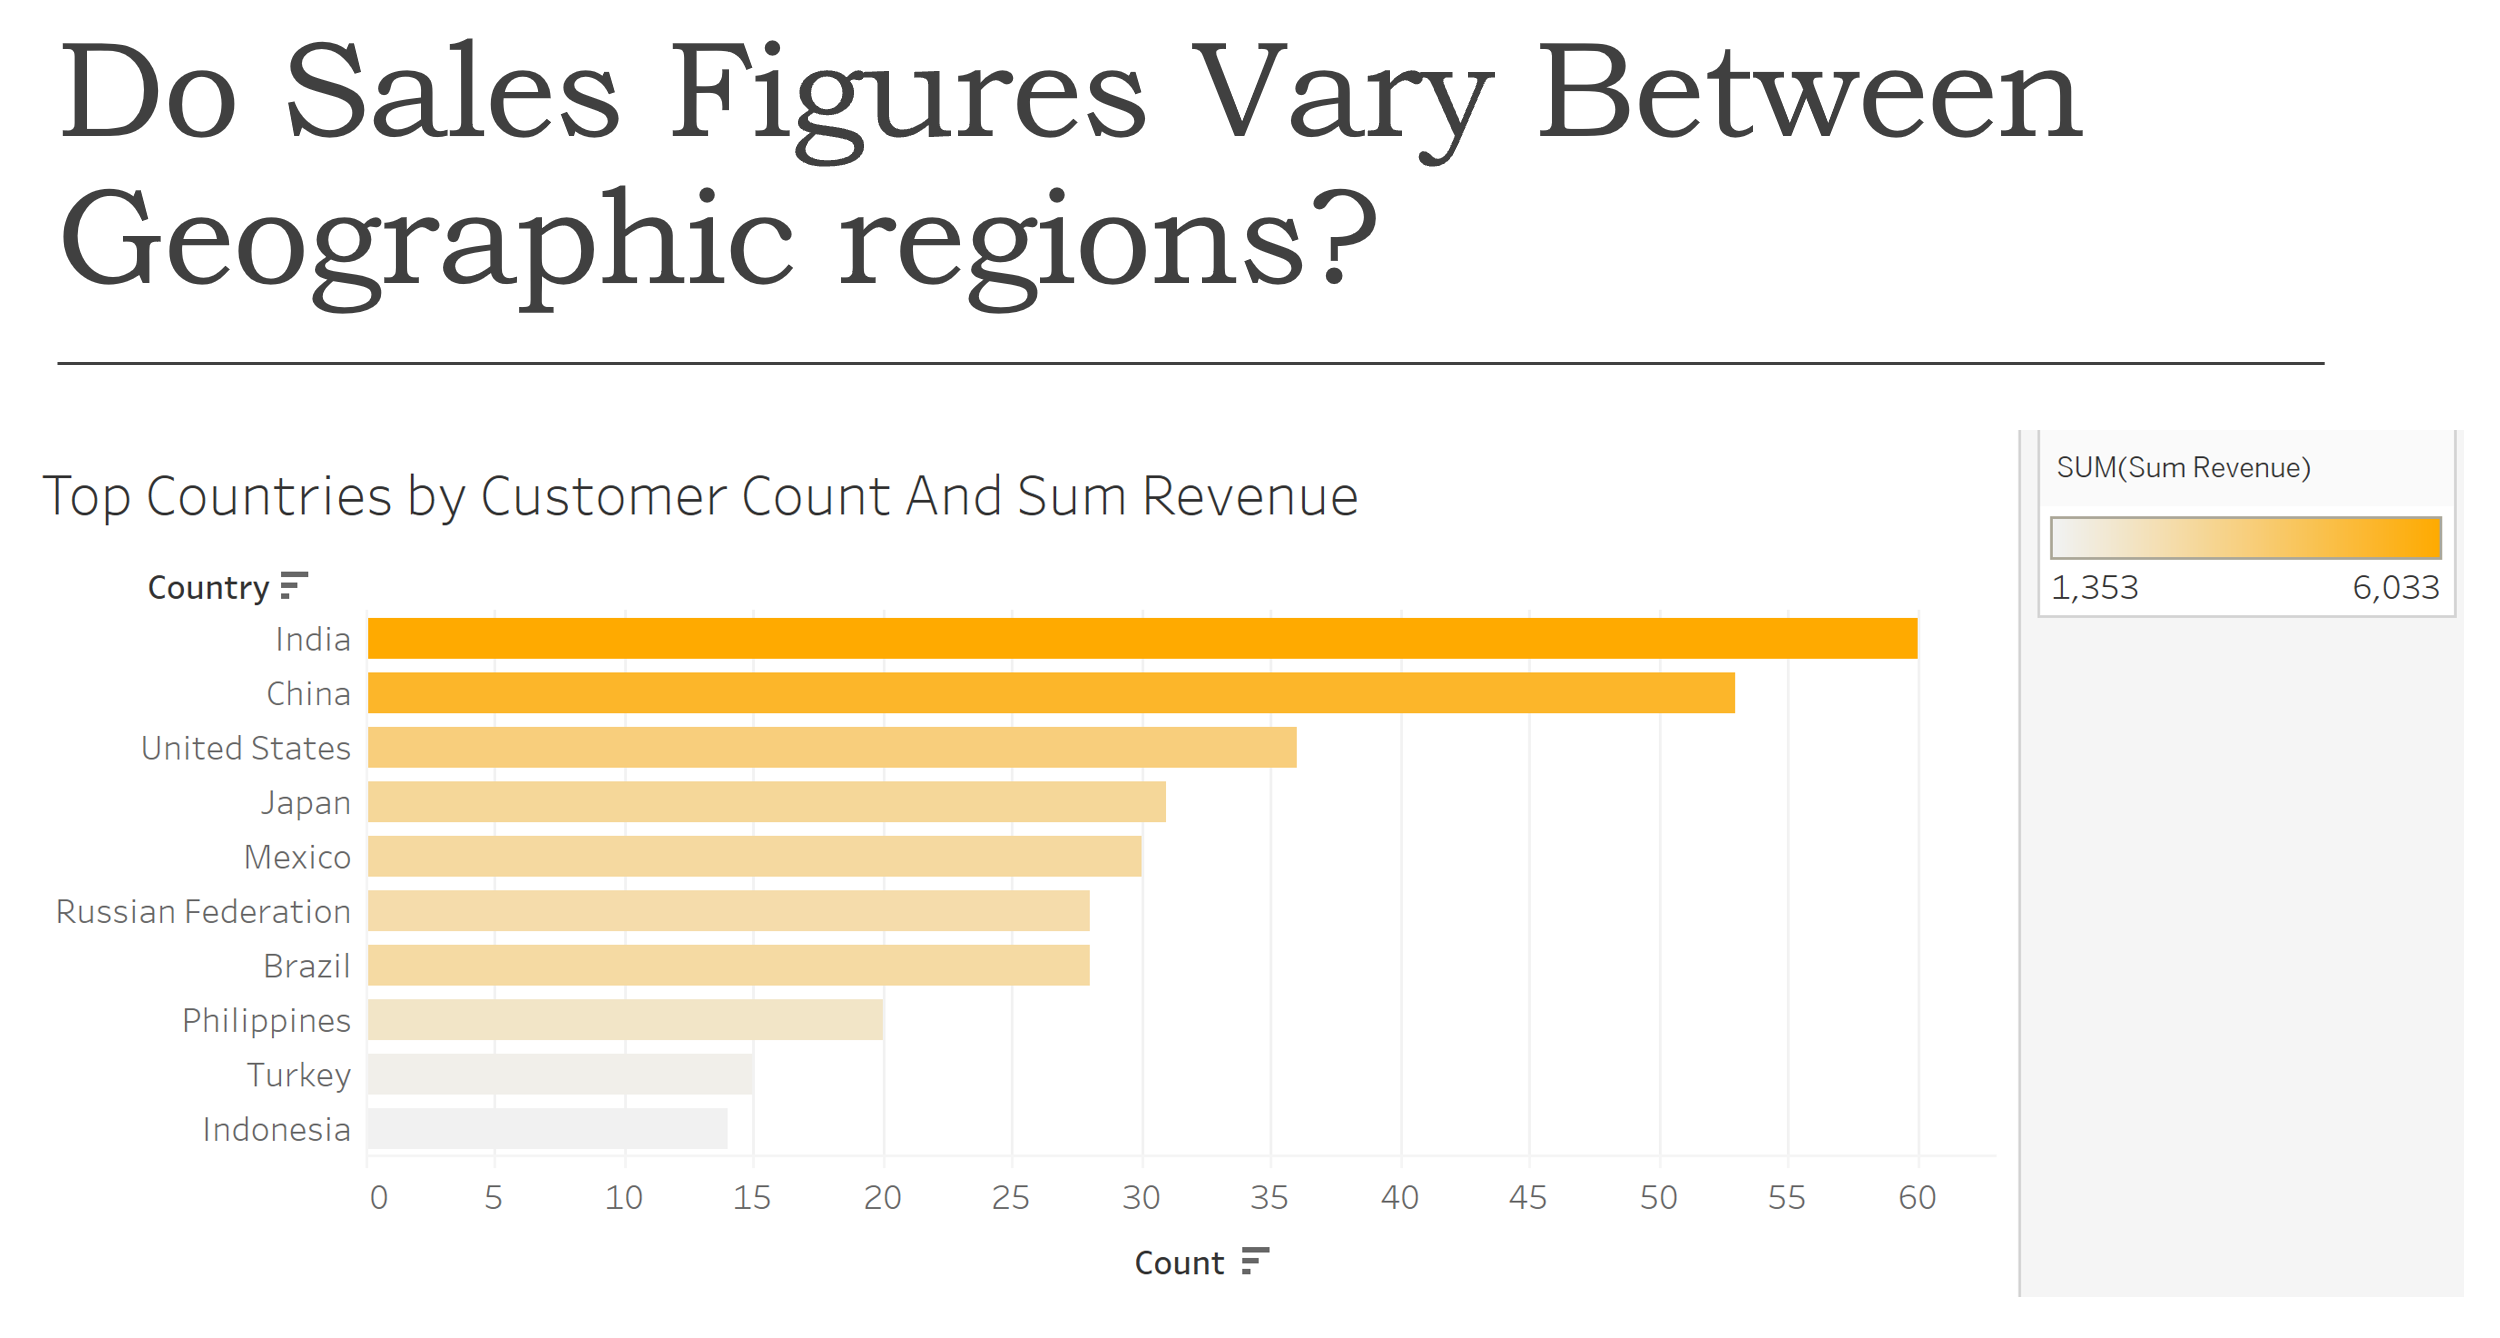 Do Sales Figures Vary Between
Geographic regions?
Top Countries by Customer Count And Sum Revenue
SUM(Sum Revenue)
1,353 6,033
Country
India
China
United States
Japan
Mexico
Russian Federation
Brazil
Philippines
Turkey
Indonesia
0 5 10 15 20 25 30 35 40 45 50 55 60
Count